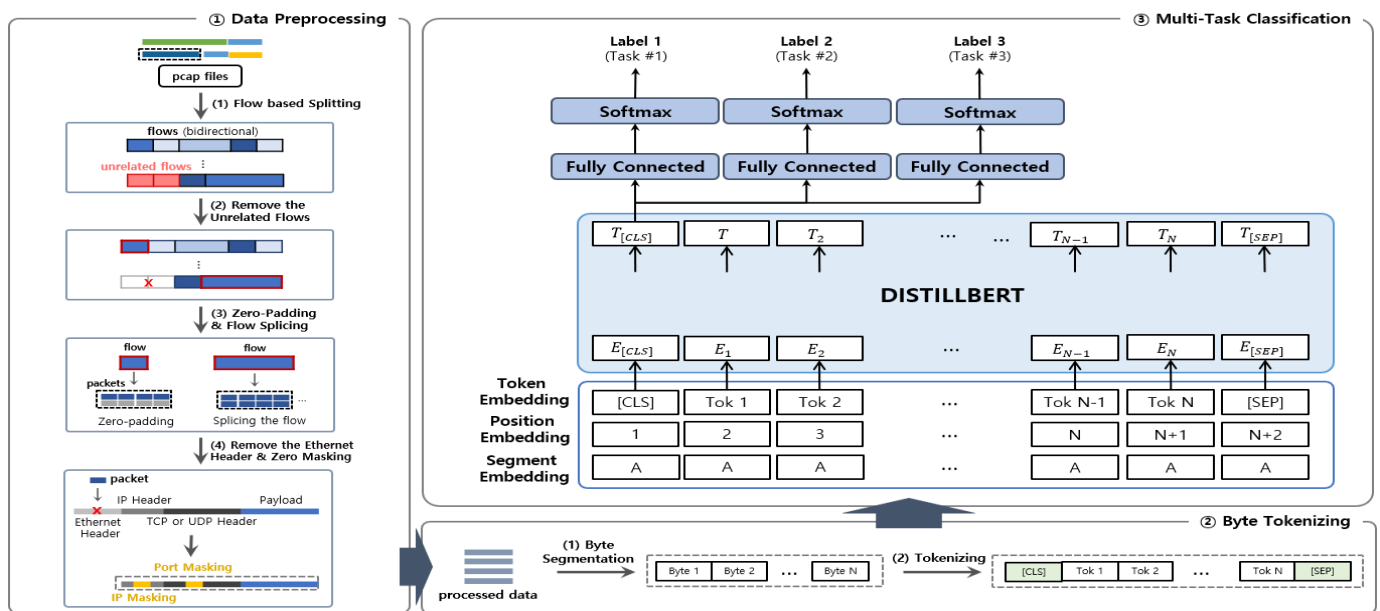 ① Data Preprocessing
pcap files
(1) Flow based Splitting
flows (bidirectional)
⋮
unrelated flows
(2) Remove the
Unrelated Flows
⋮
x
(3) Zero-Padding
& Flow Splicing
flow
flow
packets
...
Zero-padding
Splicing the flow
(4) Remove the Ethernet
Header & Zero Masking
packet
IP Header
Payload
x
Ethernet
Header
TCP or UDP Header
Port Masking
IP Masking
② Byte Tokenizing
processed data
(1) Byte
Segmentation
Byte 1 Byte 2 ... Byte N
(2) Tokenizing
[CLS] Tok 1 Tok 2 ... Tok N [SEP]
③ Multi-Task Classification
Label 1
(Task #1)
Label 2
(Task #2)
Label 3
(Task #3)
Softmax Softmax Softmax
Fully Connected Fully Connected Fully Connected
T[CLS] T T2 ... ... TN−1 TN T[SEP]
DISTILLBERT
E[CLS] E1 E2 ... EN−1 EN E[SEP]
Token
Embedding
[CLS] Tok 1 Tok 2 ... Tok N-1 Tok N [SEP]
Position
Embedding
1 2 3 ... N N+1 N+2
Segment
Embedding
A A A ... A A A